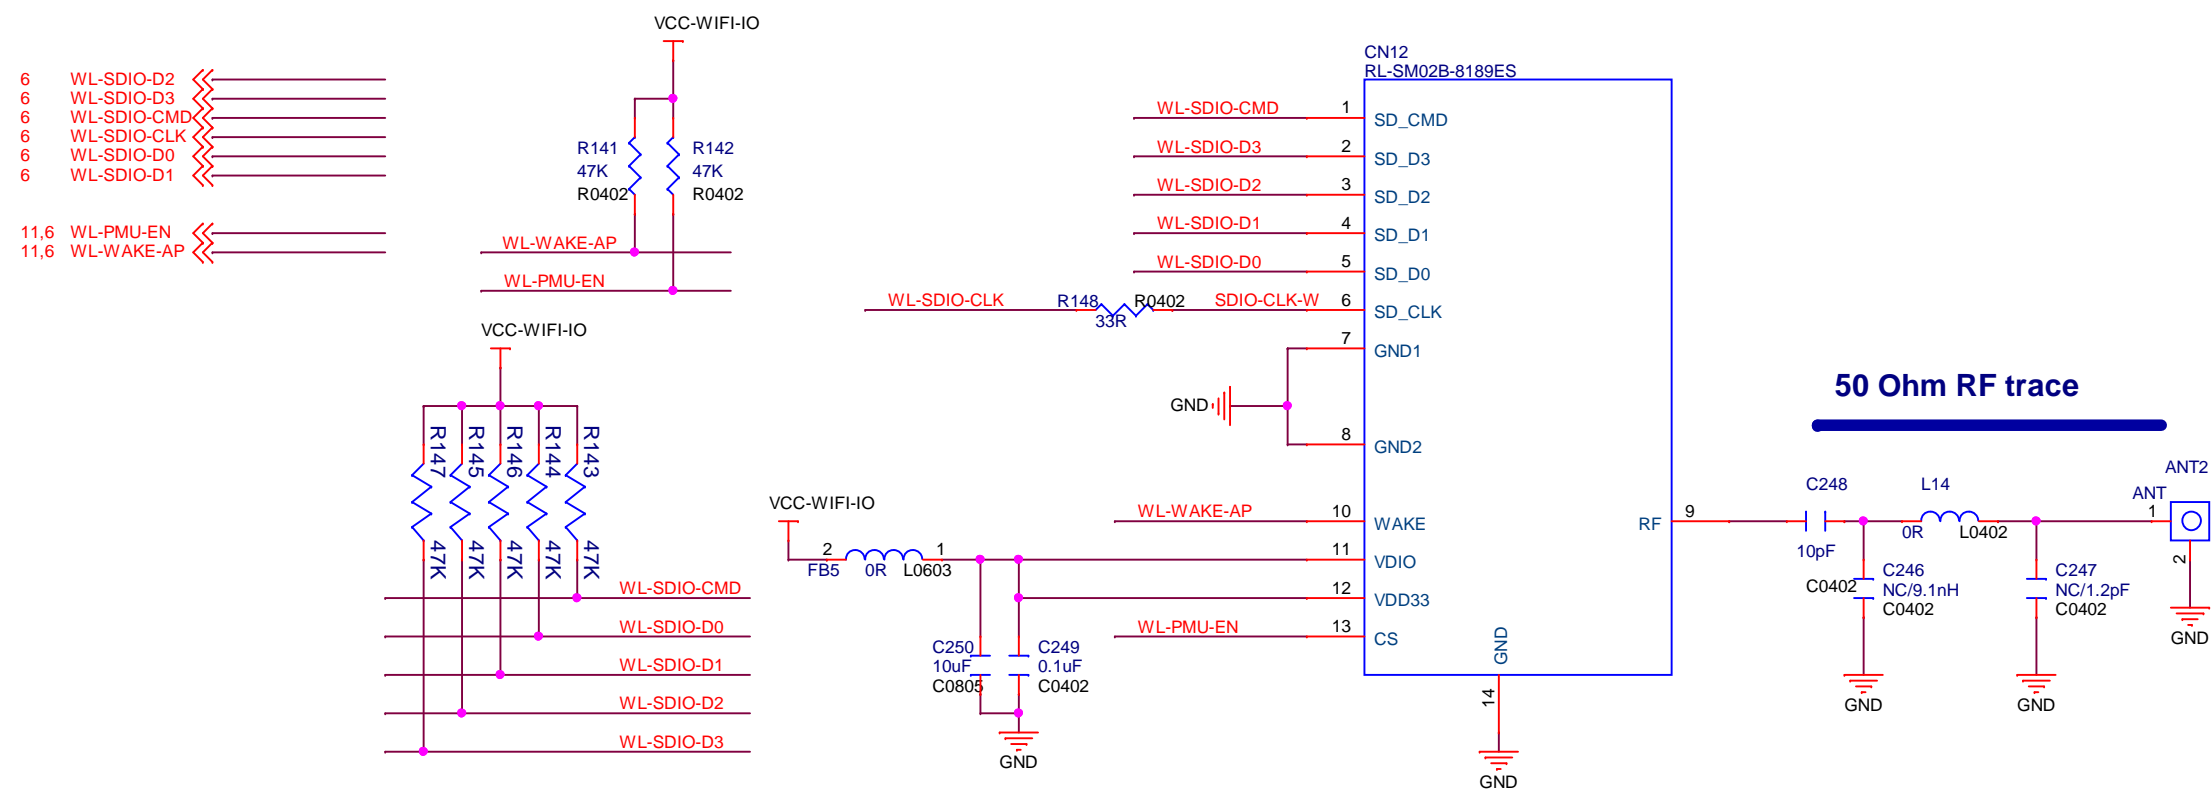 VCC-WIFI-IO
6 WL-SDIO-D2
6 WL-SDIO-D3
6 WL-SDIO-CMD
6 WL-SDIO-CLK
6 WL-SDIO-D0
6 WL-SDIO-D1
11,6 WL-PMU-EN
11,6 WL-WAKE-AP
R141
47K
R0402
R142
47K
R0402
WL-WAKE-AP
WL-PMU-EN
VCC-WIFI-IO
R147
R145
R146
R144
R143
47K
47K
47K
47K
47K
WL-SDIO-CMD
WL-SDIO-D0
WL-SDIO-D1
WL-SDIO-D2
WL-SDIO-D3
CN12
RL-SM02B-8189ES
WL-SDIO-CMD 1 SD_CMD
WL-SDIO-D3 2 SD_D3
WL-SDIO-D2 3 SD_D2
WL-SDIO-D1 4 SD_D1
WL-SDIO-D0 5 SD_D0
WL-SDIO-CLK R148 R0402 SDIO-CLK-W 6 SD_CLK
33R
7 GND1
GND
8 GND2
VCC-WIFI-IO
WL-WAKE-AP 10 WAKE
2 1 11 VDIO
FB5 0R L0603
12 VDD33
WL-PMU-EN 13 CS
C250
10uF
C0805
C249
0.1uF
C0402
GND
GND
14
GND
RF 9
50 Ohm RF trace
C248
10pF
C0402
L14
0R L0402
ANT2
ANT
1
2
GND
C246
NC/9.1nH
C0402
GND
C247
NC/1.2pF
C0402
GND